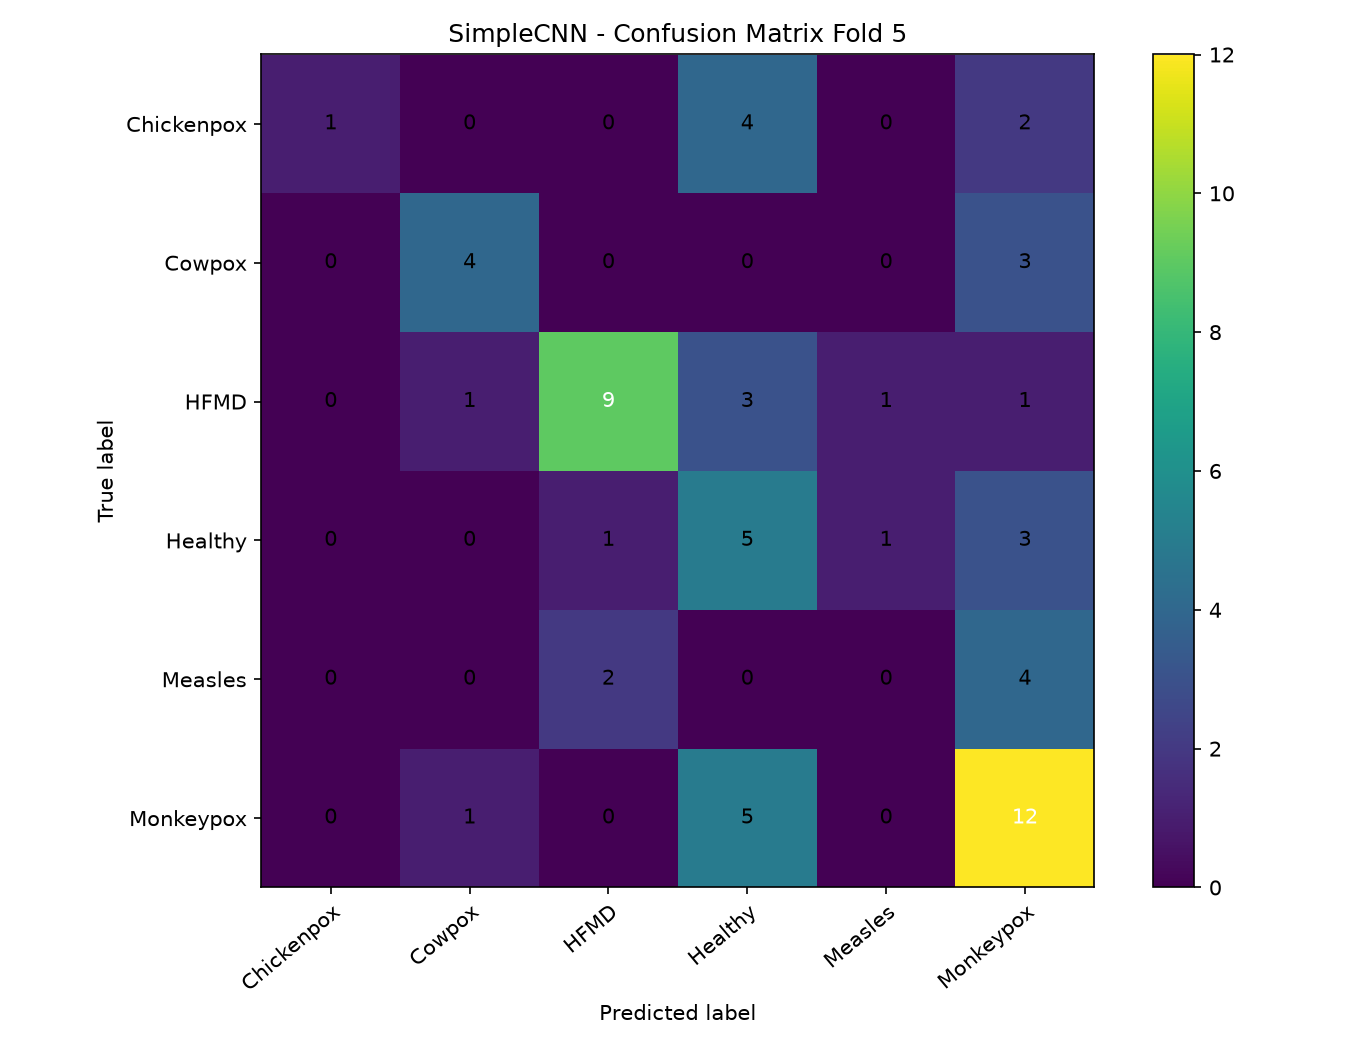 SimpleCNN - Confusion Matrix Fold 5
Chickenpox 1 0 0 4 0 2
Cowpox 0 4 0 0 0 3
HFMD 0 1 9 3 1 1
Healthy 0 0 1 5 1 3
Measles 0 0 2 0 0 4
Monkeypox 0 1 0 5 0 12
Chickenpox Cowpox HFMD Healthy Measles Monkeypox
Predicted label
True label
12
10
8
6
4
2
0